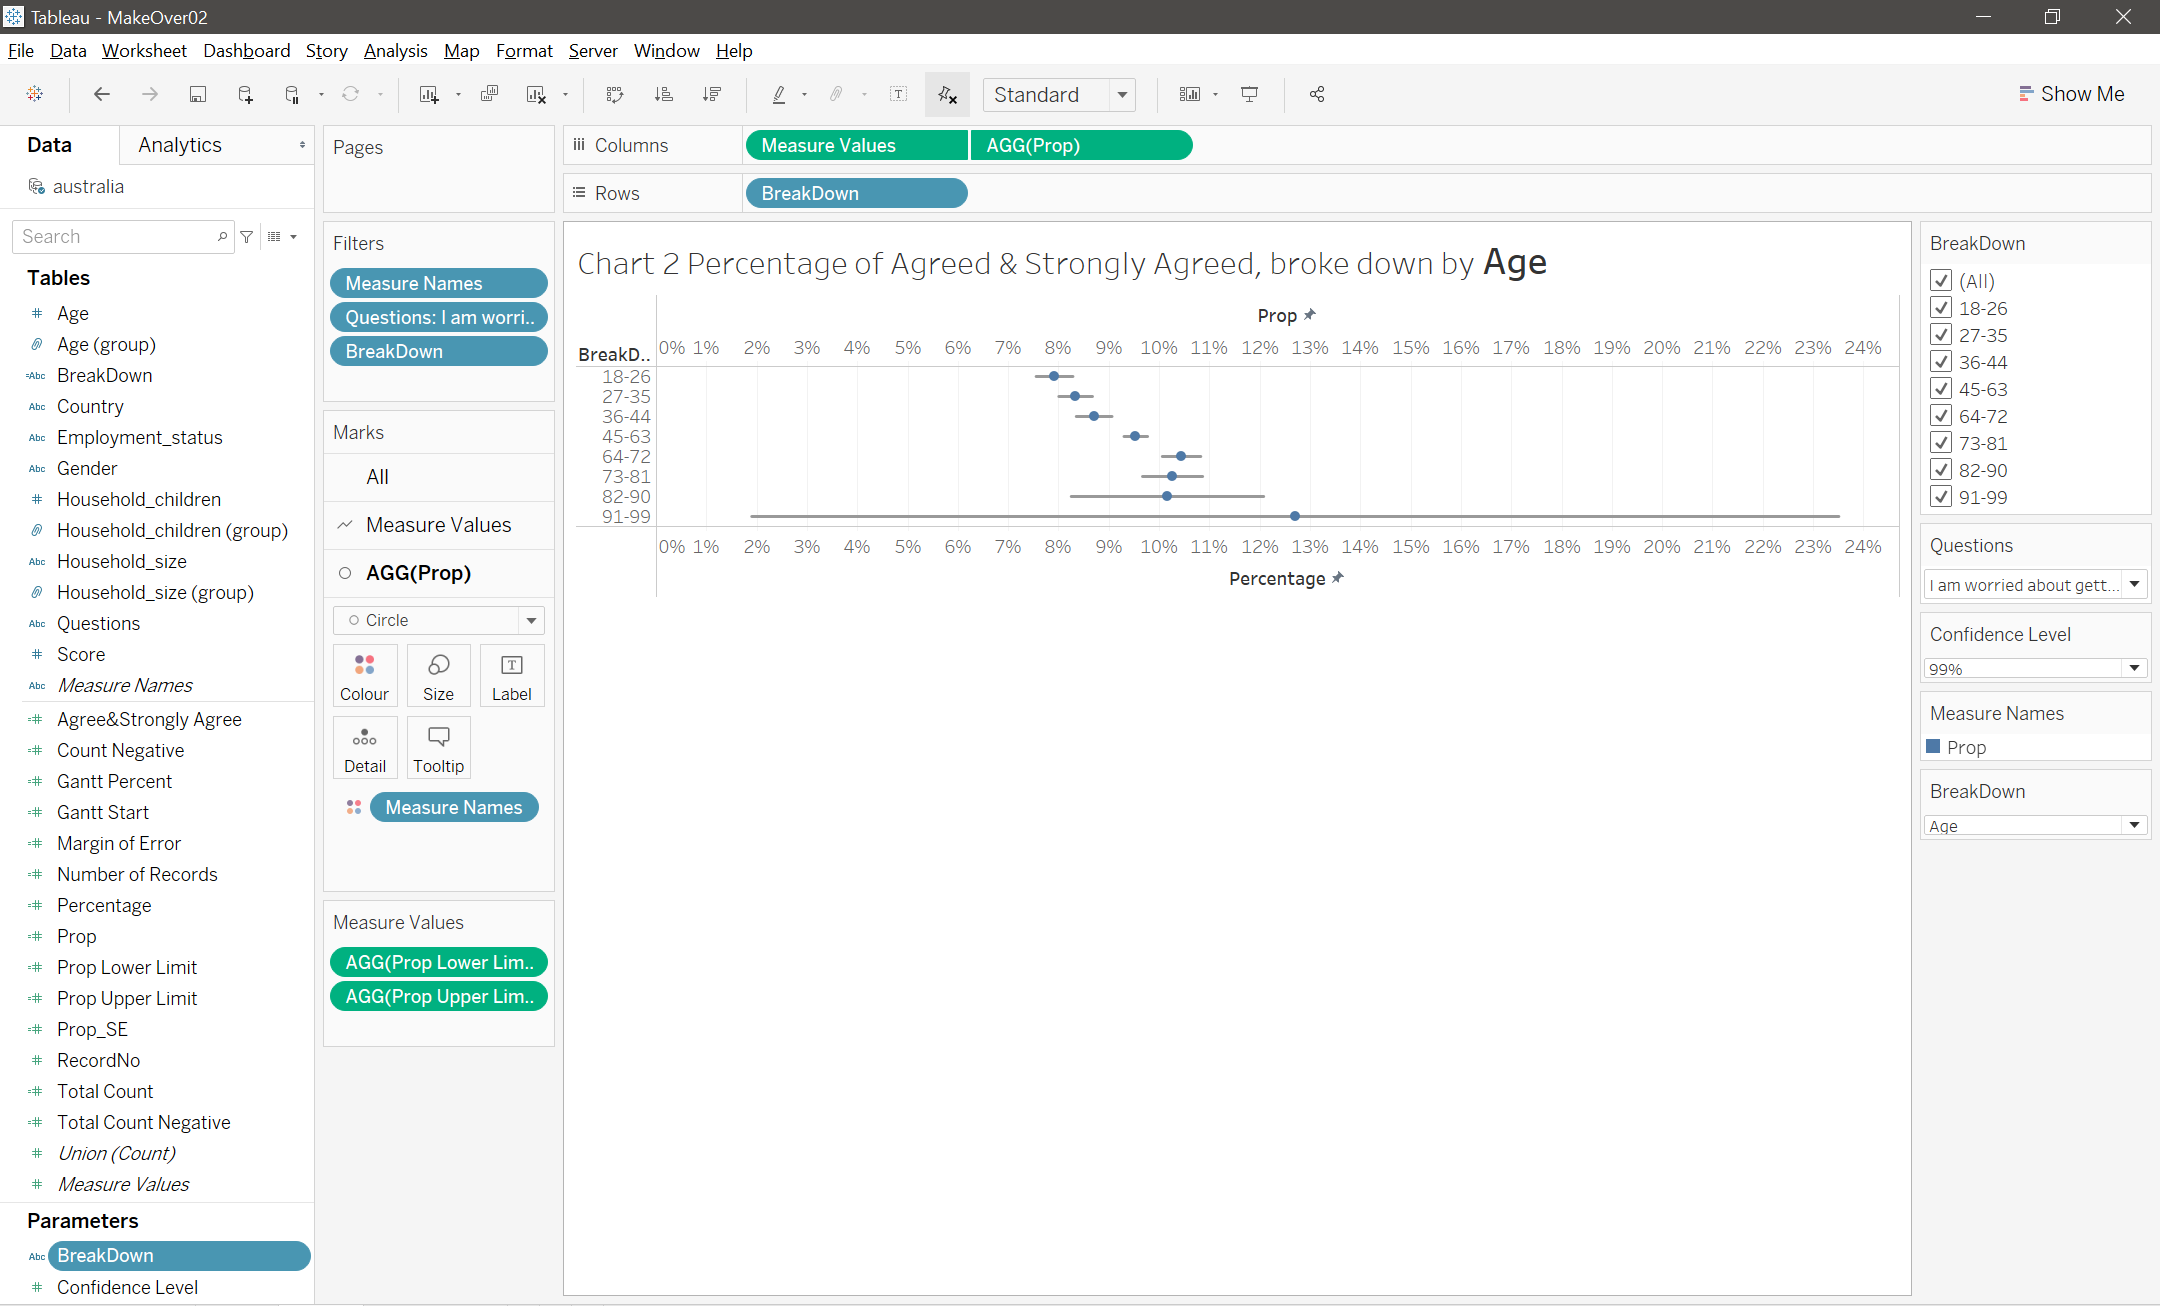 Tableau - MakeOver02
File Data Worksheet Dashboard Story Analysis Map Format Server Window Help
Standard
Show Me
Data Analytics
australia
Search
Tables
# Age
Age (group)
=Abc BreakDown
Abc Country
Abc Employment_status
Abc Gender
# Household_children
Household_children (group)
Abc Household_size
Household_size (group)
Abc Questions
# Score
Abc Measure Names
=# Agree&Strongly Agree
=# Count Negative
=# Gantt Percent
=# Gantt Start
=# Margin of Error
=# Number of Records
=# Percentage
=# Prop
=# Prop Lower Limit
=# Prop Upper Limit
=# Prop_SE
# RecordNo
=# Total Count
=# Total Count Negative
# Union (Count)
# Measure Values
Parameters
Abc BreakDown
# Confidence Level
Pages
Filters
Measure Names
Questions: I am worri..
BreakDown
Marks
All
Measure Values
AGG(Prop)
Circle
Colour Size Label
Detail Tooltip
Measure Names
Measure Values
AGG(Prop Lower Lim..
AGG(Prop Upper Lim..
Columns Measure Values AGG(Prop)
Rows BreakDown
Chart 2 Percentage of Agreed & Strongly Agreed, broke down by Age
Prop
BreakD.. 0% 1% 2% 3% 4% 5% 6% 7% 8% 9% 10% 11% 12% 13% 14% 15% 16% 17% 18% 19% 20% 21% 22% 23% 24%
18-26
27-35
36-44
45-63
64-72
73-81
82-90
91-99
0% 1% 2% 3% 4% 5% 6% 7% 8% 9% 10% 11% 12% 13% 14% 15% 16% 17% 18% 19% 20% 21% 22% 23% 24%
Percentage
BreakDown
(All)
18-26
27-35
36-44
45-63
64-72
73-81
82-90
91-99
Questions
I am worried about gett...
Confidence Level
99%
Measure Names
Prop
BreakDown
Age